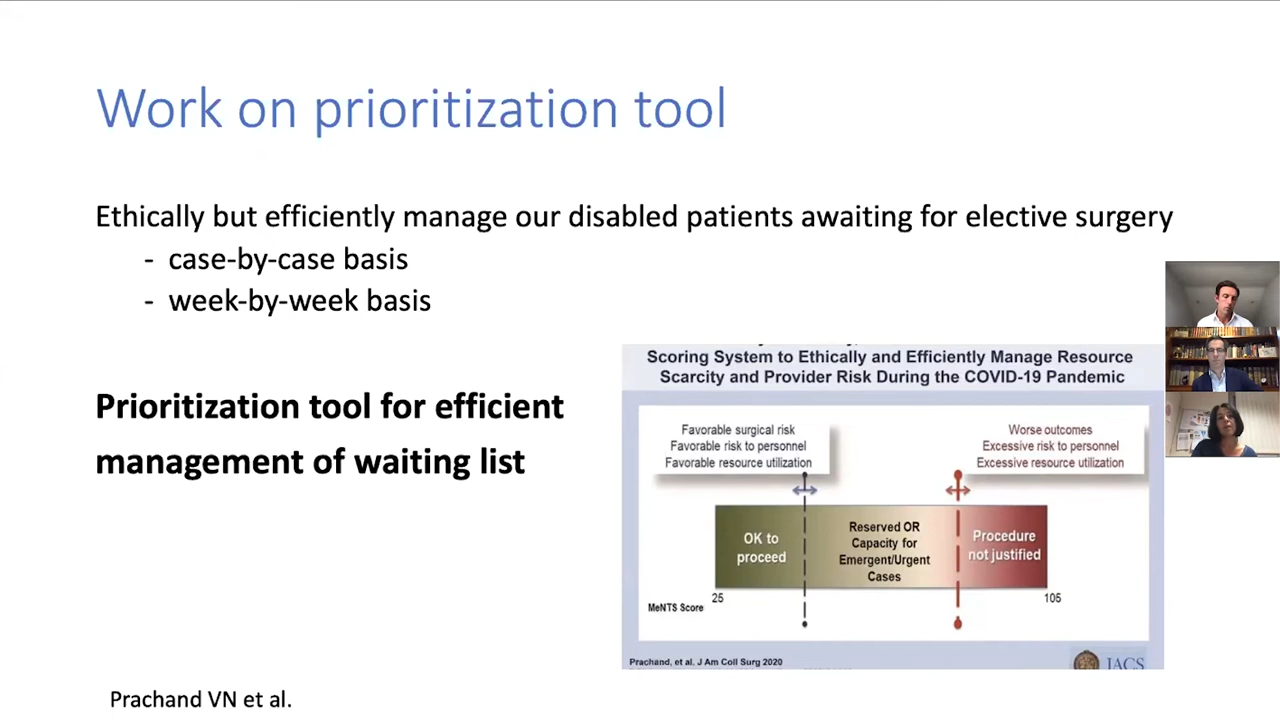 Work on prioritization tool
Ethically but efficiently manage our disabled patients awaiting for elective surgery
- case-by-case basis
- week-by-week basis
Prioritization tool for efficient
management of waiting list
Scoring System to Ethically and Efficiently Manage Resource
Scarcity and Provider Risk During the COVID-19 Pandemic
Favorable surgical risk
Favorable risk to personnel
Favorable resource utilization
Worse outcomes
Excessive risk to personnel
Excessive resource utilization
OK to
proceed
Reserved OR
Capacity for
Emergent/Urgent
Cases
Procedure
not justified
25
105
MeNTS Score
Prachand, et al. J Am Coll Surg 2020
JACS
Prachand VN et al.